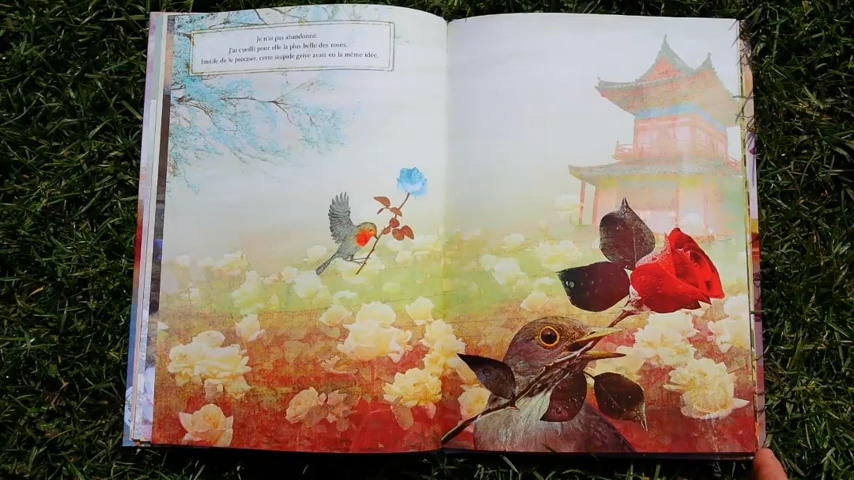 Je n'ai pas abandonné.
J'ai cueilli pour elle la plus belle des roses.
Inutile de le préciser, cette stupide grive avait eu la même idée.